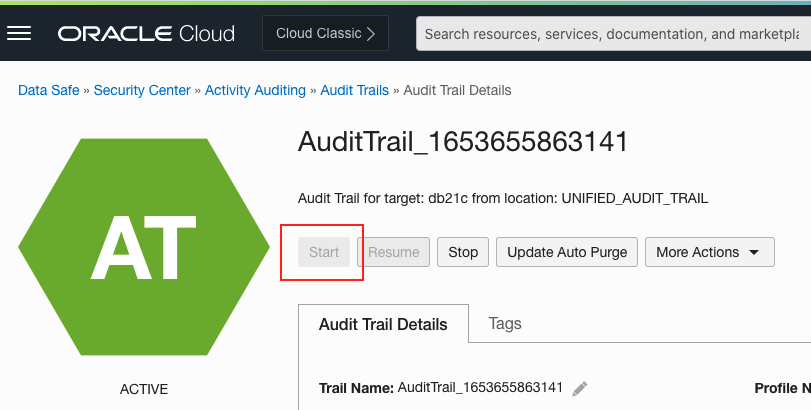 ORACLE Cloud
Cloud Classic
Search resources, services, documentation, and marketpla
Data Safe » Security Center » Activity Auditing » Audit Trails » Audit Trail Details
AT
ACTIVE
AuditTrail_1653655863141
Audit Trail for target: db21c from location: UNIFIED_AUDIT_TRAIL
Start Resume Stop Update Auto Purge More Actions
Audit Trail Details Tags
Trail Name: AuditTrail_1653655863141 Profile N